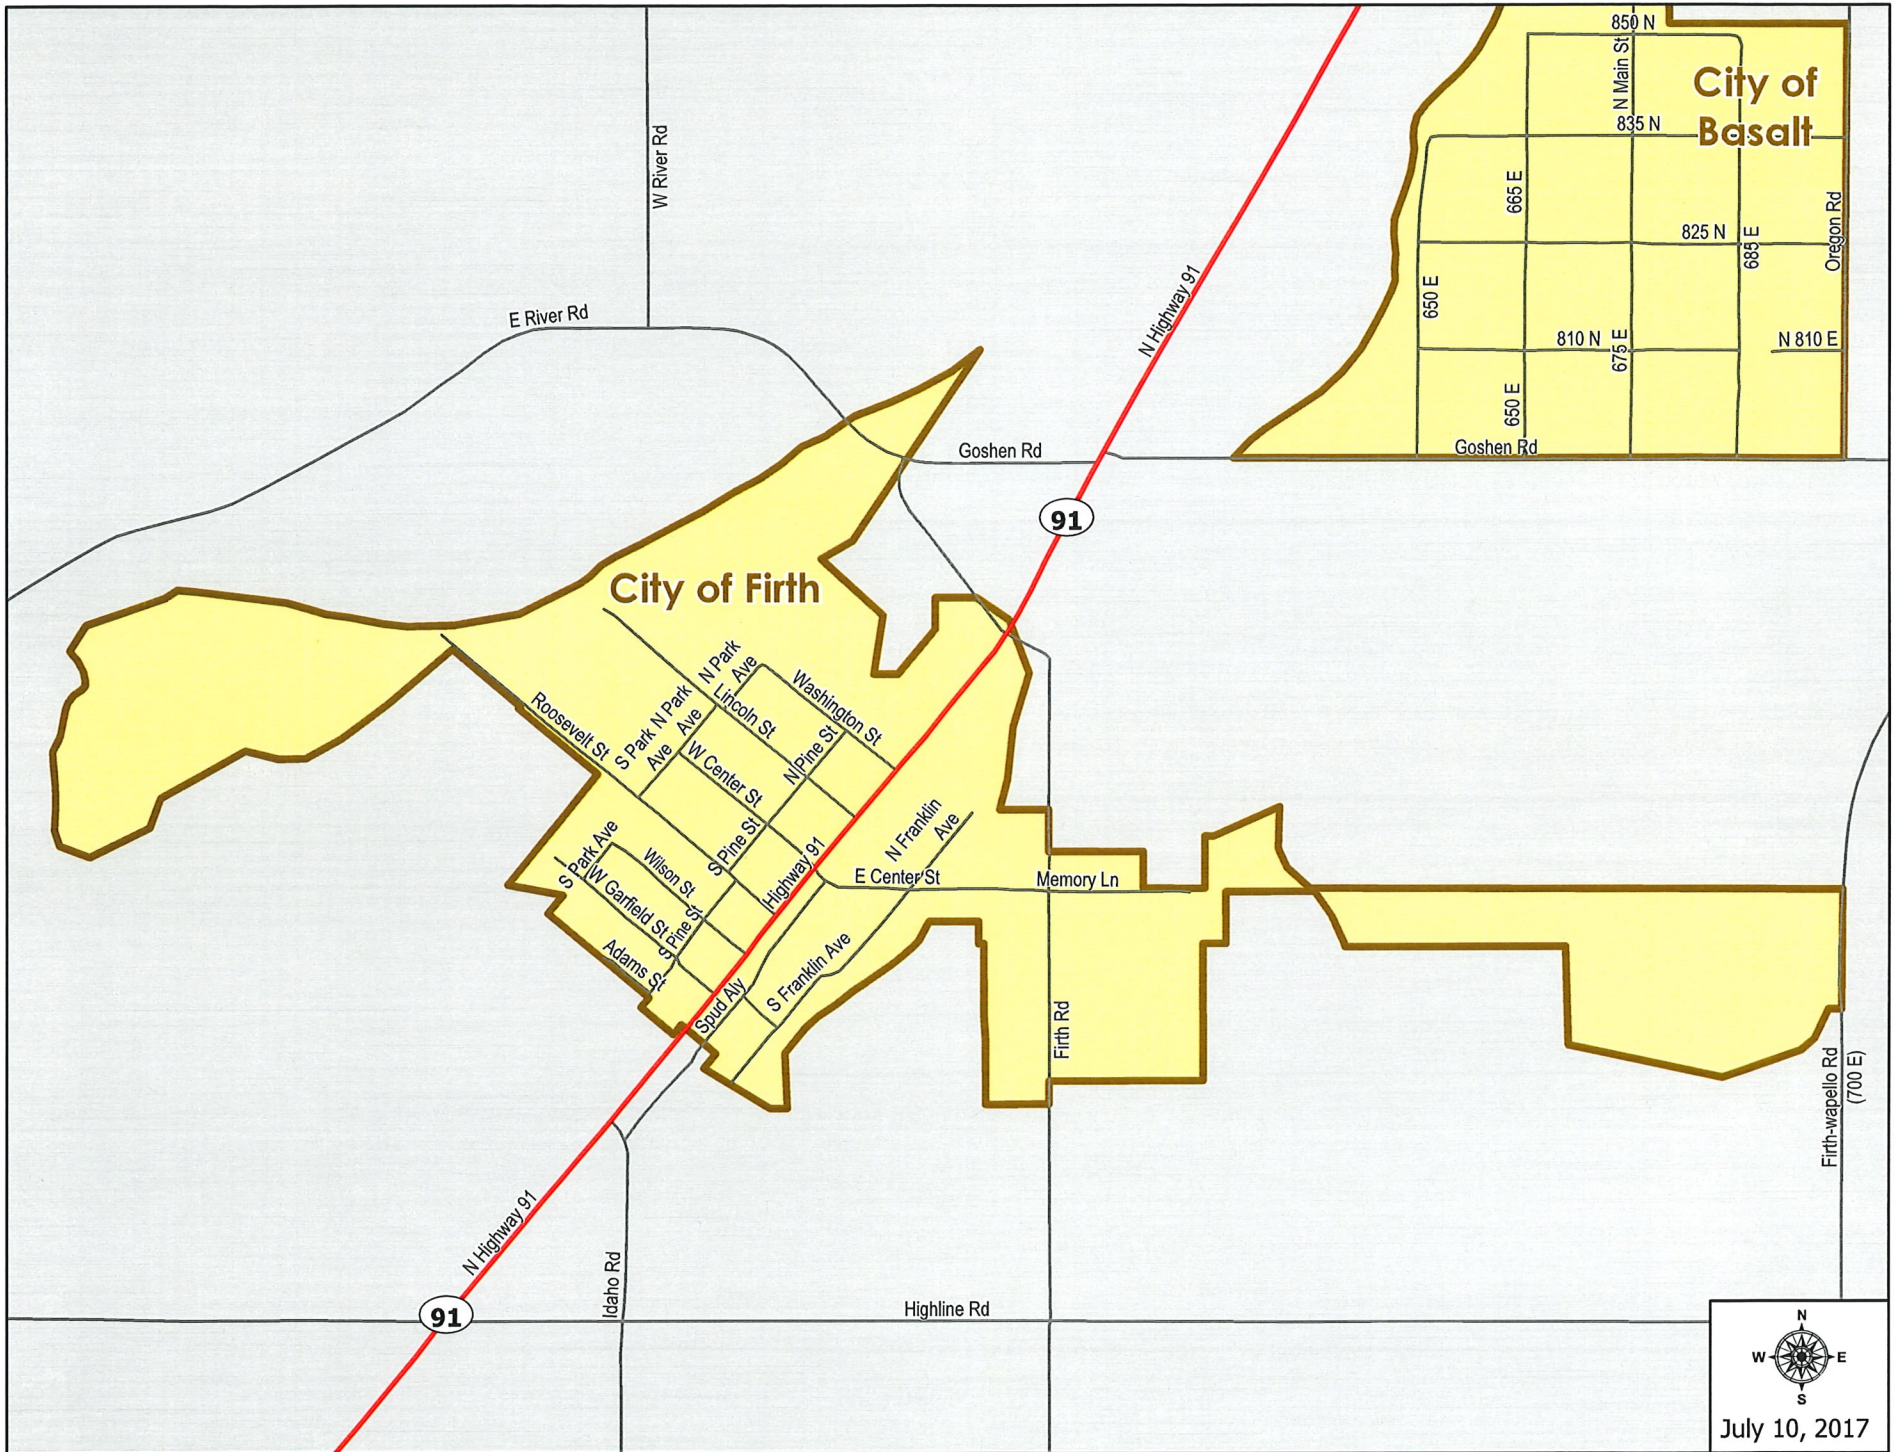 850 N
N Main St
City of
Basalt
835 N
W River Rd
665 E
825 N
685 E
Oregon Rd
650 E
N Highway 91
E River Rd
810 N
675 E
N 810 E
650 E
Goshen Rd
Goshen Rd
91
City of Firth
N Park
Ave
Washington St
Lincoln St
N Park
Ave
S Park
Ave
Roosevelt St
N Pine St
W Center St
S Pine St
N Franklin
Ave
Highway 91
S Park Ave
Wilson St
E Center St
Memory Ln
W Garfield St
S Pine St
Adams St
S Franklin Ave
Spud Aly
Firth Rd
Firth-wapello Rd
(700 E)
N Highway 91
Idaho Rd
91
Highline Rd
N
W
E
S
July 10, 2017